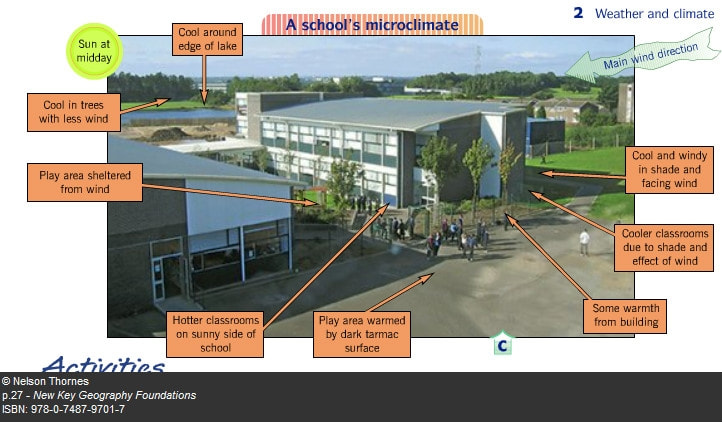 2 Weather and climate
A school's microclimate
Sun at
midday
Cool around
edge of lake
Main wind direction
Cool in trees
with less wind
Play area sheltered
from wind
Cool and windy
in shade and
facing wind
Cooler classrooms
due to shade and
effect of wind
Hotter classrooms
on sunny side of
school
Play area warmed
by dark tarmac
surface
Some warmth
from building
C
Activities
© Nelson Thornes
p.27 - New Key Geography Foundations
ISBN: 978-0-7487-9701-7